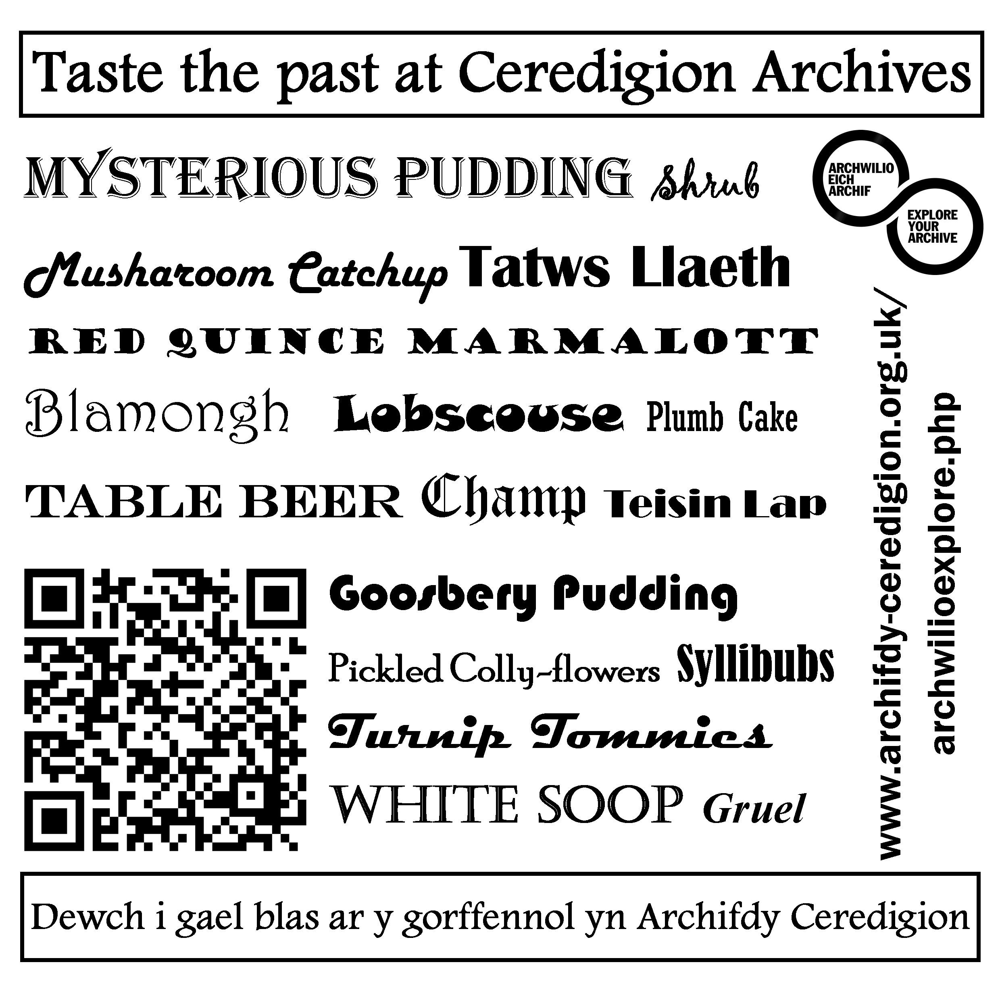 Taste the past at Ceredigion Archives
MYSTERIOUS PUDDING Shrub
ARCHWILIO
EICH
ARCHIF
EXPLORE
YOUR
ARCHIVE
Musharoom Catchup Tatws Llaeth
RED QUINCE MARMALOTT
Blamongh Lobscouse Plumb Cake
TABLE BEER Champ Teisin Lap
Goosbery Pudding
Pickled Colly-flowers Syllibubs
Turnip Tommies
WHITE SOOP Gruel
www.archifdy-ceredigion.org.uk/
archwilioexplore.php
Dewch i gael blas ar y gorffennol yn Archifdy Ceredigion